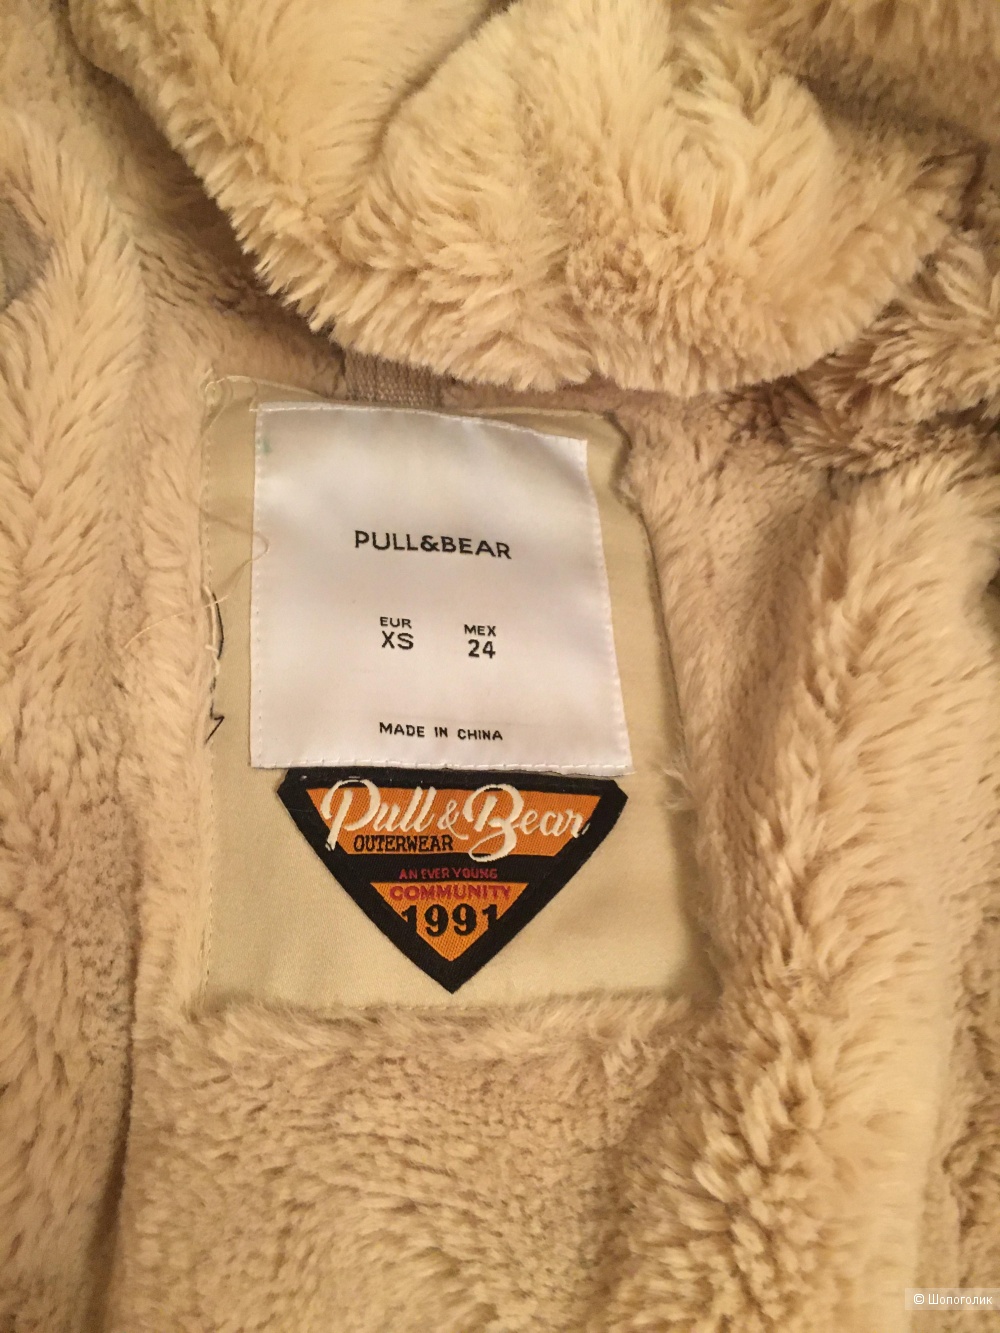 PULL&BEAR
EUR MEX
XS 24
MADE IN CHINA
Pull & Bear
OUTERWEAR
AN EVER YOUNG
COMMUNITY
1991
© Шопоголик